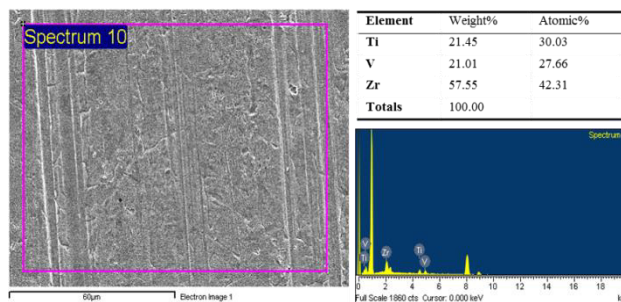 Spectrum 10
60µm
Electron Image 1
Element Weight% Atomic%
Ti 21.45 30.03
V 21.01 27.66
Zr 57.55 42.31
Totals 100.00
Spectrum
V
Ti
Zr
Ti
V
0 2 4 6 8 10 12 14 16 18
Full Scale 1860 cts Cursor: 0.000 keV